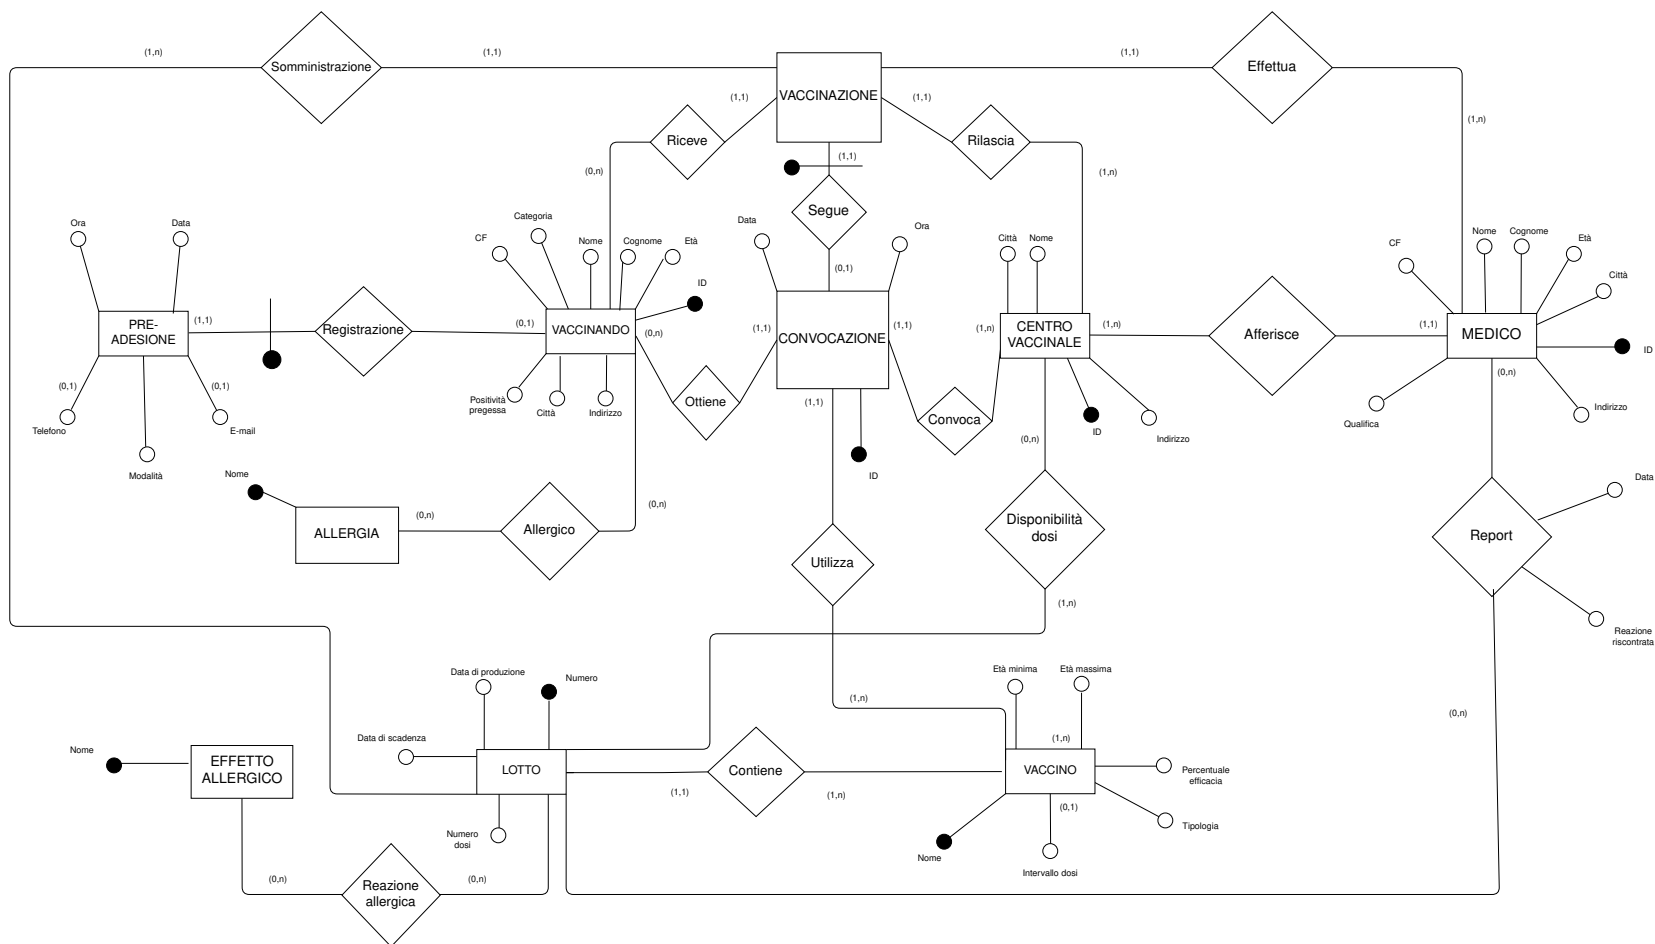 (1,n)
Somministrazione
(1,1)
VACCINAZIONE
(1,1)
Effettua
(1,n)
(1,1)
Riceve
(0,n)
(1,1)
Rilascia
(1,n)
(1,1)
Segue
(0,1)
Ora
Data
PRE-
ADESIONE
(1,1)
(0,1)
Telefono
Modalità
(0,1)
E-mail
Registrazione
(0,1)
CF
Categoria
Nome
Cognome
Età
ID
VACCINANDO
(0,n)
Positività
pregessa
Città
Indirizzo
Ottiene
(1,1)
Data
Ora
CONVOCAZIONE
(1,1)
(1,1)
ID
Convoca
(1,n)
Città
Nome
CENTRO
VACCINALE
(1,n)
ID
Indirizzo
(0,n)
Afferisce
(1,1)
CF
Nome
Cognome
Età
Città
MEDICO
ID
(0,n)
Indirizzo
Qualifica
Nome
ALLERGIA
(0,n)
Allergico
(0,n)
Utilizza
Disponibilità
dosi
(1,n)
Report
Data
Reazione
riscontrata
(0,n)
Data di produzione
Numero
Data di scadenza
LOTTO
Numero
dosi
(1,1)
Contiene
(1,n)
(1,n)
Età minima
Età massima
(1,n)
VACCINO
Percentuale
efficacia
Tipologia
(0,1)
Intervallo dosi
Nome
Nome
EFFETTO
ALLERGICO
(0,n)
Reazione
allergica
(0,n)